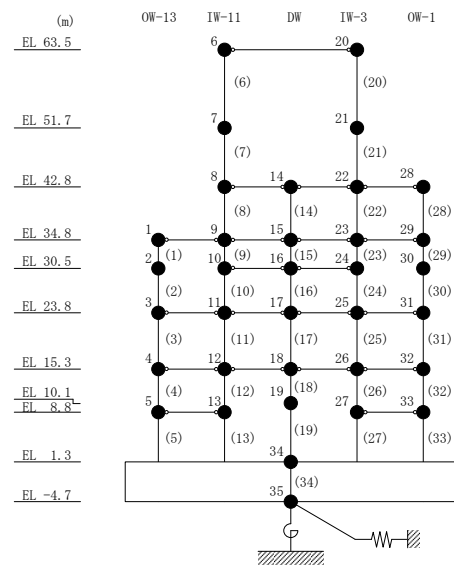 (m) OW-13 IW-11 DW IW-3 OW-1
EL 63.5 6 20
(6) (20)
EL 51.7 7 21
(7) (21)
EL 42.8 8 14 22 28
(8) (14) (22) (28)
EL 34.8 1 9 15 23 29
(1) (9) (15) (23) (29)
EL 30.5 2 10 16 24 30
(2) (10) (16) (24) (30)
EL 23.8 3 11 17 25 31
(3) (11) (17) (25) (31)
EL 15.3 4 12 18 26 32
(4) (12) (18) (26) (32)
EL 10.1 19
EL 8.8 5 13 27 33
(5) (13) (19) (27) (33)
EL 1.3 34
(34)
EL -4.7 35